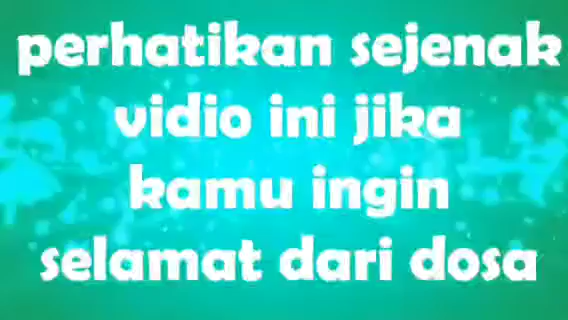 perhatikan sejenak
vidio ini jika
kamu ingin
selamat dari dosa